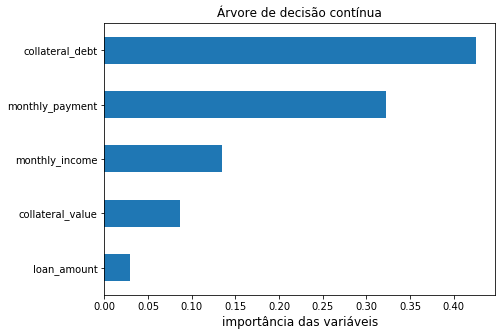 Árvore de decisão contínua
collateral_debt
monthly_payment
monthly_income
collateral_value
loan_amount
0.00 0.05 0.10 0.15 0.20 0.25 0.30 0.35 0.40
importância das variáveis